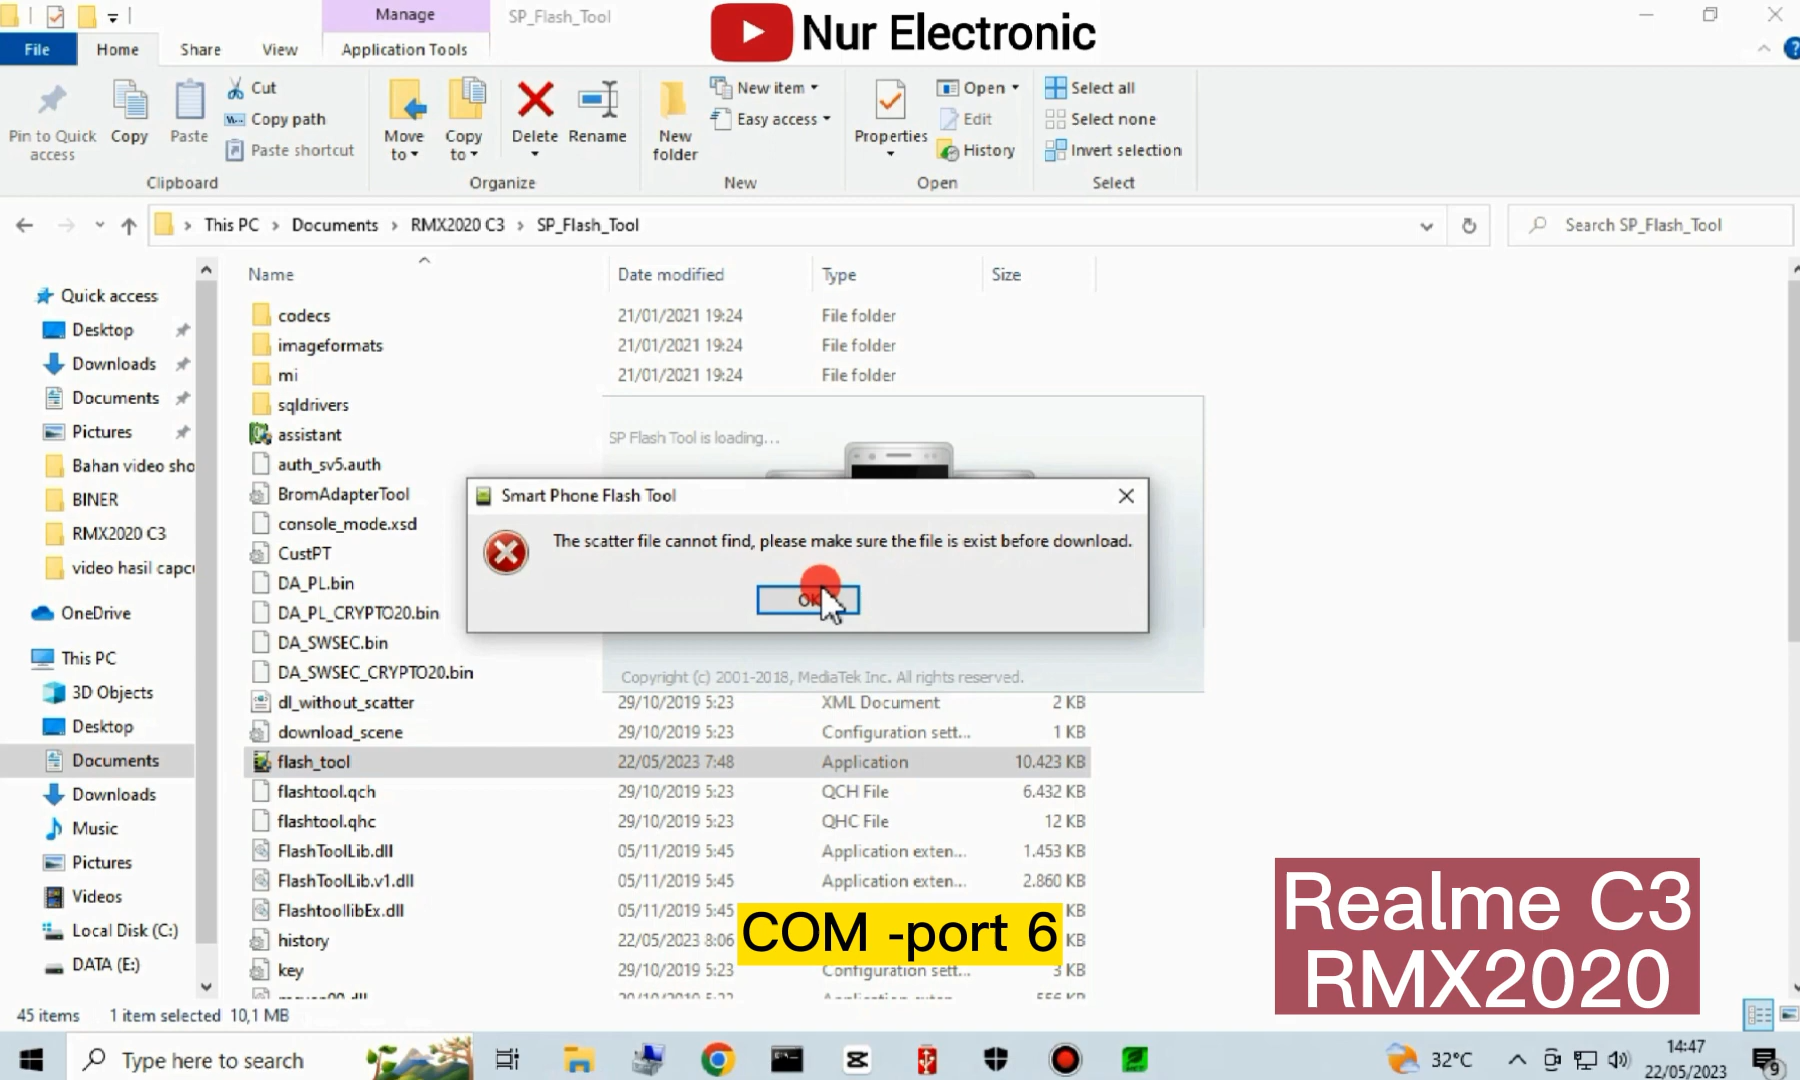 Manage
SP_Flash_Tool
Nur Electronic
File
Home
Share
View
Application Tools
Pin to Quick access
Copy
Paste
Cut
Copy path
Paste shortcut
Move to
Copy to
Delete
Rename
New folder
New item
Easy access
Properties
Open
Edit
History
Select all
Select none
Invert selection
Clipboard
Organize
New
Open
Select
This PC > Documents > RMX2020 C3 > SP_Flash_Tool
Search SP_Flash_Tool
Name Date modified Type Size
Quick access
Desktop
Downloads
Documents
Pictures
Bahan video sho
BINER
RMX2020 C3
video hasil capc
OneDrive
This PC
3D Objects
Desktop
Documents
Downloads
Music
Pictures
Videos
Local Disk (C:)
DATA (E:)
codecs 21/01/2021 19:24 File folder
imageformats 21/01/2021 19:24 File folder
mi 21/01/2021 19:24 File folder
sqldrivers
assistant
auth_sv5.auth
BromAdapterTool
console_mode.xsd
CustPT
DA_PL.bin
DA_PL_CRYPTO20.bin
DA_SWSEC.bin
DA_SWSEC_CRYPTO20.bin
dl_without_scatter 29/10/2019 5:23 XML Document 2 KB
download_scene 29/10/2019 5:23 Configuration sett... 1 KB
flash_tool 22/05/2023 7:48 Application 10.423 KB
flashtool.qch 29/10/2019 5:23 QCH File 6.432 KB
flashtool.qhc 29/10/2019 5:23 QHC File 12 KB
FlashToolLib.dll 05/11/2019 5:45 Application exten... 1.453 KB
FlashToolLib.v1.dll 05/11/2019 5:45 Application exten... 2.860 KB
FlashtoollibEx.dll 05/11/2019 5:45 KB
history 22/05/2023 8:06 KB
key 29/10/2019 5:23 Configuration sett... 3 KB
SP Flash Tool is loading...
Smart Phone Flash Tool
The scatter file cannot find, please make sure the file is exist before download.
OK
Copyright (c) 2001-2018, MediaTek Inc. All rights reserved.
COM -port 6
Realme C3
RMX2020
45 items 1 item selected 10,1 MB
Type here to search
32°C
14:47
22/05/2023
9